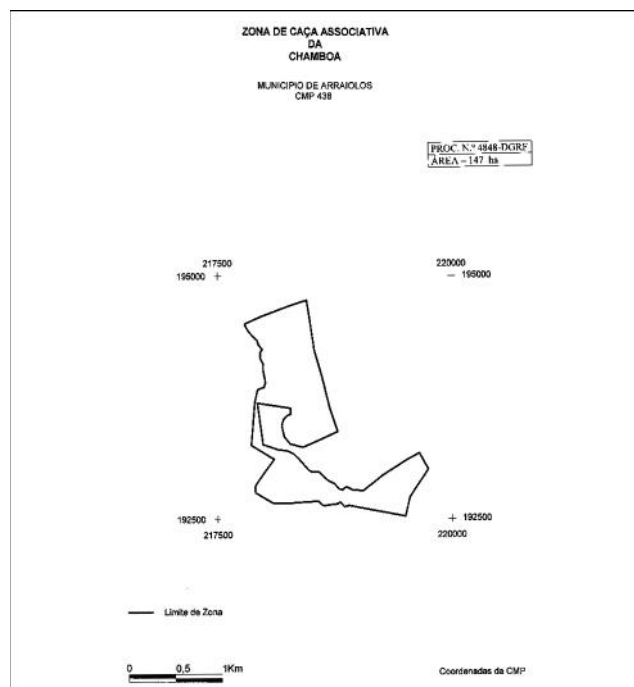 ZONA DE CAÇA ASSOCIATIVA
DA
CHAMBOA
MUNICIPIO DE ARRAIOLOS
CMP 438
PROC. N.º 4848-DGRF
ÁREA – 147 ha
217500
220000
195000
195000
192500
192500
217500
220000
Limite de Zona
0 0,5 1Km
Coordenadas da CMP